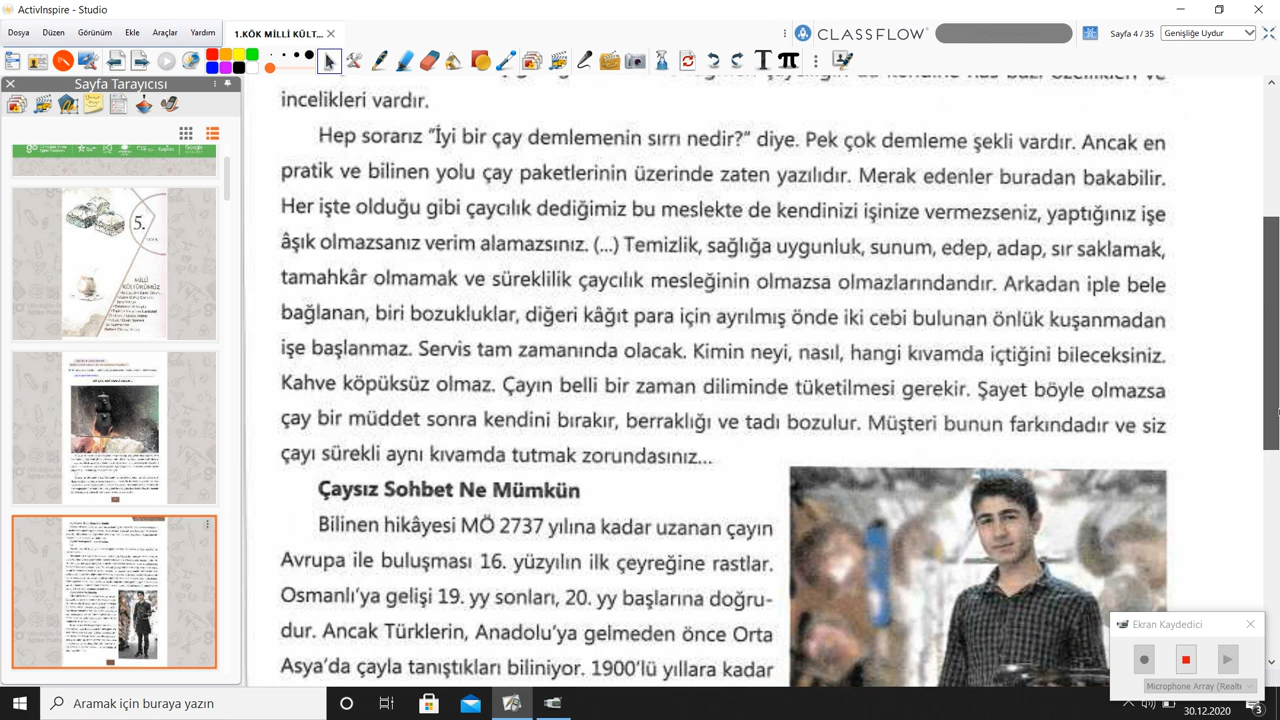 ActivInspire - Studio
Dosya Düzen Görünüm Ekle Araçlar Yardım
1.KÖK MİLLİ KÜLT...
CLASSFLOW
Sayfa 4 / 35
Genişliğe Uydur
Sayfa Tarayıcısı
5.
MİLLİ
KÜLTÜRÜMÜZ
incelikleri vardır.
Hep sorarız “İyi bir çay demlemenin sırrı nedir?” diye. Pek çok demleme şekli vardır. Ancak en
pratik ve bilinen yolu çay paketlerinin üzerinde zaten yazılıdır. Merak edenler buradan bakabilir.
Her işte olduğu gibi çaycılık dediğimiz bu meslekte de kendinizi işinize vermezseniz, yaptığınız işe
âşık olmazsanız verim alamazsınız. (...) Temizlik, sağlığa uygunluk, sunum, edep, adap, sır saklamak,
tamahkâr olmamak ve süreklilik çaycılık mesleğinin olmazsa olmazlarındandır. Arkadan iple bele
bağlanan, biri bozukluklar, diğeri kâğıt para için ayrılmış önde iki cebi bulunan önlük kuşanmadan
işe başlanmaz. Servis tam zamanında olacak. Kimin neyi, nasıl, hangi kıvamda içtiğini bileceksiniz.
Kahve köpüksüz olmaz. Çayın belli bir zaman diliminde tüketilmesi gerekir. Şayet böyle olmazsa
çay bir müddet sonra kendini bırakır, berraklığı ve tadı bozulur. Müşteri bunun farkındadır ve siz
çayı sürekli aynı kıvamda tutmak zorundasınız...
Çaysız Sohbet Ne Mümkün
Bilinen hikâyesi MÖ 2737 yılına kadar uzanan çayın
Avrupa ile buluşması 16. yüzyılın ilk çeyreğine rastlar.
Osmanlı’ya gelişi 19. yy sonları, 20. yy başlarına doğru-
dur. Ancak Türklerin, Anadolu’ya gelmeden önce Orta
Asya’da çayla tanıştıkları biliniyor. 1900’lü yıllara kadar
Ekran Kaydedici
Microphone Array (Realt
Aramak için buraya yazın
30.12.2020
3